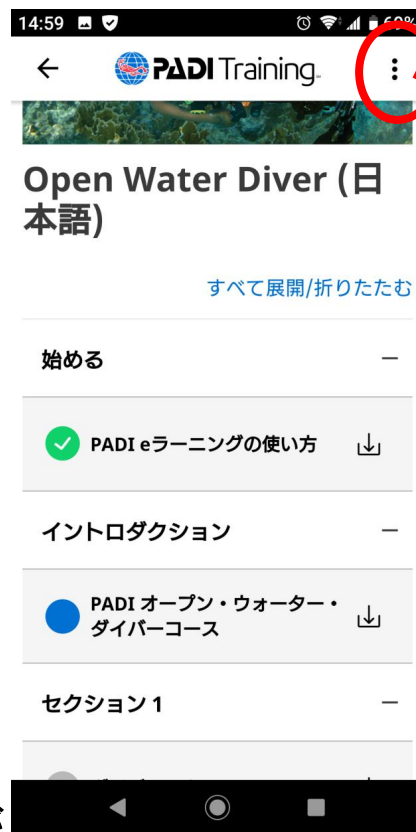 14:59
PADI Training
Open Water Diver (日
本語)
すべて展開/折りたたむ
始める
PADI eラーニングの使い方
イントロダクション
PADI オープン・ウォーター・
ダイバーコース
セクション 1